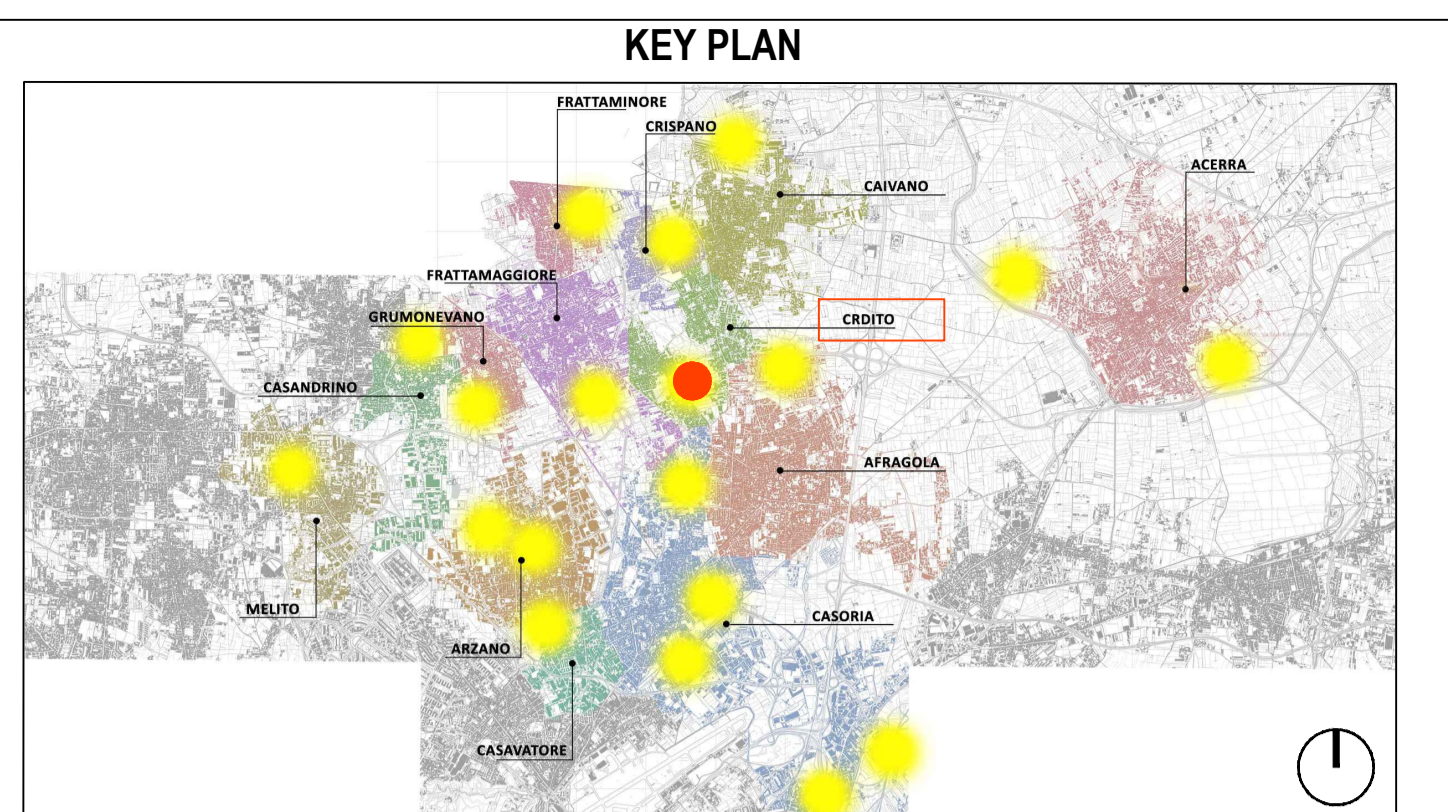 KEY PLAN
FRATTAMINORE
CRISPANO
ACERRA
CAIVANO
FRATTAMAGGIORE
GRUMONEVANO
CRDITO
CASANDRINO
AFRAGOLA
MELITO
CASORIA
ARZANO
CASAVATORE